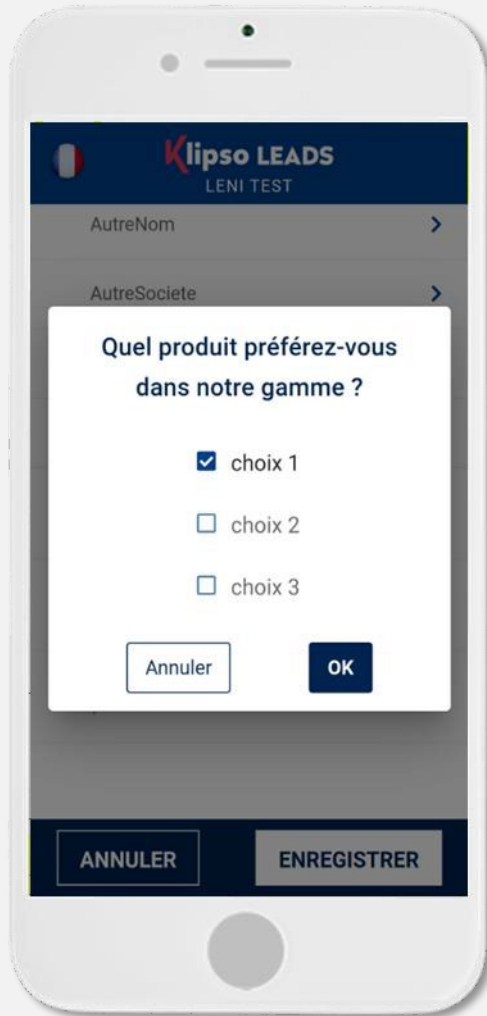 Klipso LEADS
LENI TEST
AutreNom
AutreSociete
Quel produit préférez-vous
dans notre gamme ?
choix 1
choix 2
choix 3
Annuler
OK
ANNULER
ENREGISTRER